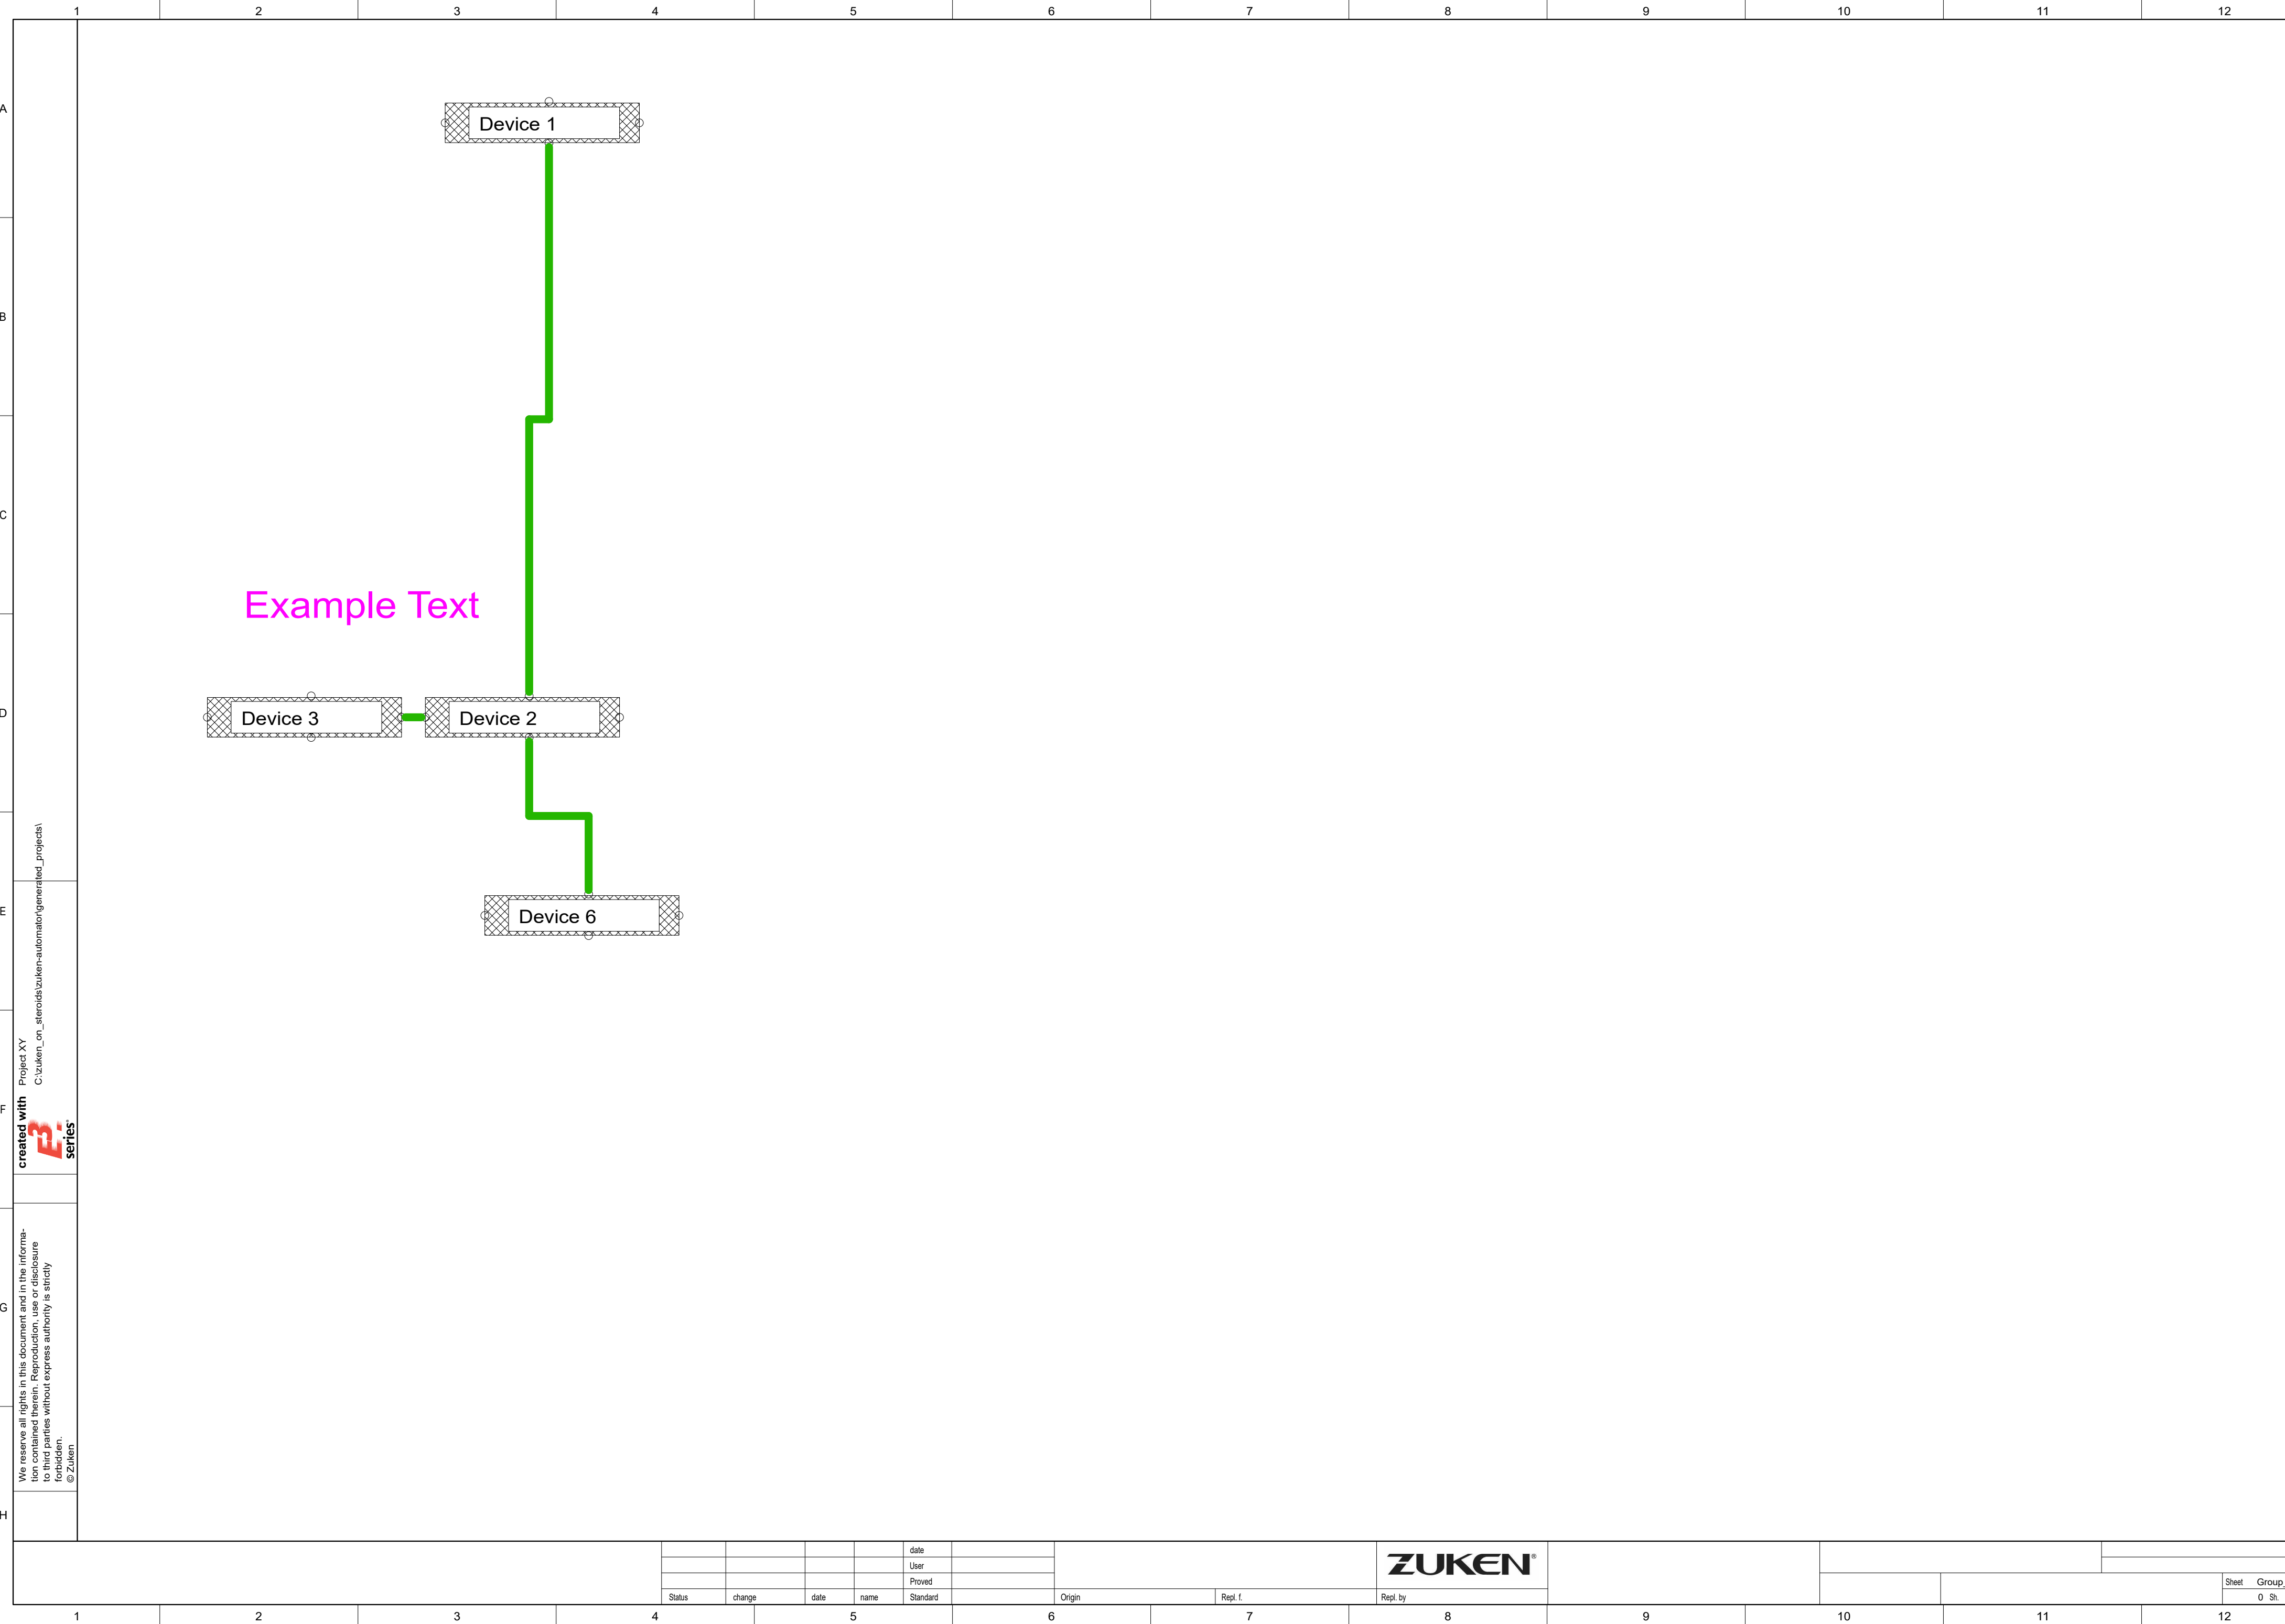 1 2 3 4 5 6 7 8 9 10 11 12
A
Device 1
B
C
Example Text
D
Device 3 Device 2
E
Device 6
C:\zuken_on_steroids\zuken-automator\generated_projects\
Project XY
F
created with
E3.
series
G
We reserve all rights in this document and in the informa-
tion contained therein. Reproduction, use or disclosure
to third parties without express authority is strictly
forbidden.
© Zuken
H
date
User
Proved
Status change date name Standard Origin Repl. f. Repl. by
ZUKEN®
Sheet Group_
0 Sh.
1 2 3 4 5 6 7 8 9 10 11 12